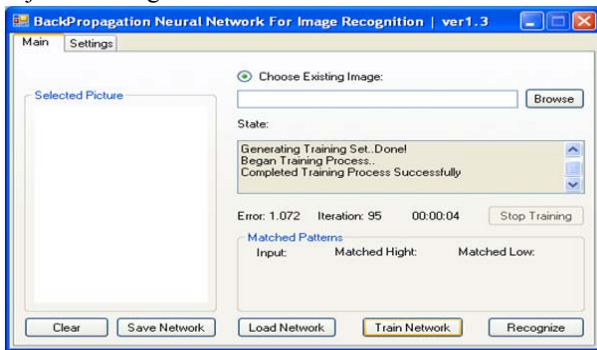 BackPropagation Neural Network For Image Recognition | ver1.3
Main Settings
Choose Existing Image:
Selected Picture
Browse
State:
Generating Training Set..Done!
Began Training Process..
Completed Training Process Successfully
Error: 1.072 Iteration: 95 00:00:04 Stop Training
Matched Patterns
Input: Matched Hight: Matched Low:
Clear Save Network Load Network Train Network Recognize